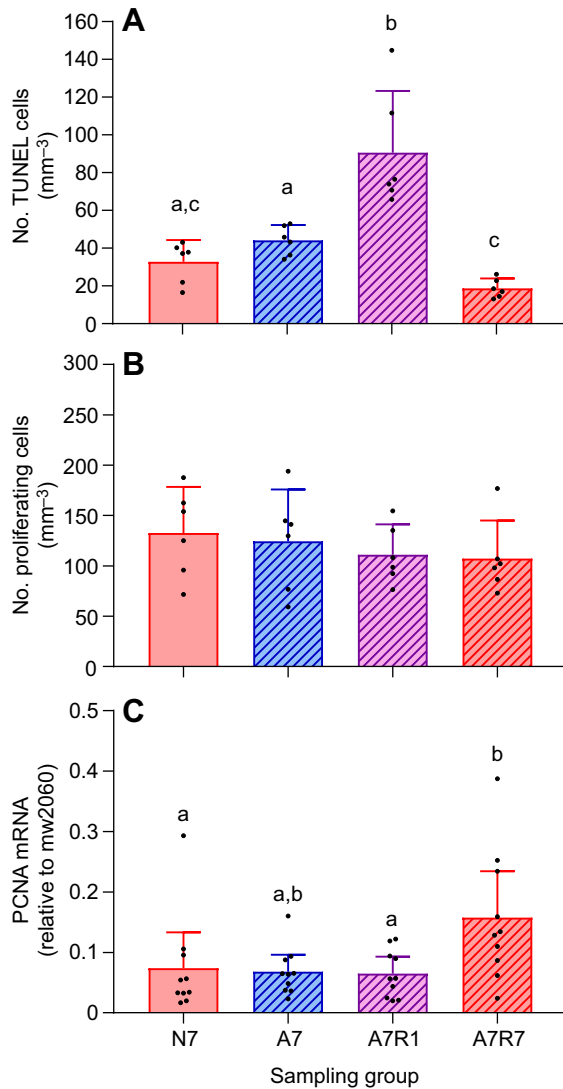 A
No. TUNEL cells
(mm–3)
160
140
120
100
80
60
40
20
0
a,c
a
b
c
B
No. proliferating cells
(mm–3)
300
250
200
150
100
50
0
C
PCNA mRNA
(relative to mw2060)
0.5
0.4
0.3
0.2
0.1
0
a
a,b
a
b
N7 A7 A7R1 A7R7
Sampling group